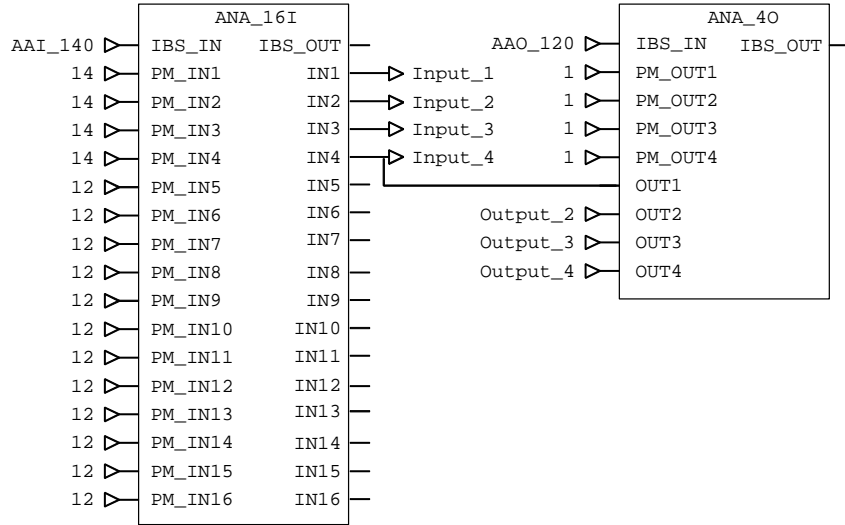 ANA_16I
AAI_140 IBS_IN IBS_OUT
14 PM_IN1 IN1 Input_1
14 PM_IN2 IN2 Input_2
14 PM_IN3 IN3 Input_3
14 PM_IN4 IN4 Input_4
12 PM_IN5 IN5
12 PM_IN6 IN6
12 PM_IN7 IN7
12 PM_IN8 IN8
12 PM_IN9 IN9
12 PM_IN10 IN10
12 PM_IN11 IN11
12 PM_IN12 IN12
12 PM_IN13 IN13
12 PM_IN14 IN14
12 PM_IN15 IN15
12 PM_IN16 IN16
ANA_4O
AAO_120 IBS_IN IBS_OUT
1 PM_OUT1
1 PM_OUT2
1 PM_OUT3
1 PM_OUT4
OUT1
Output_2 OUT2
Output_3 OUT3
Output_4 OUT4